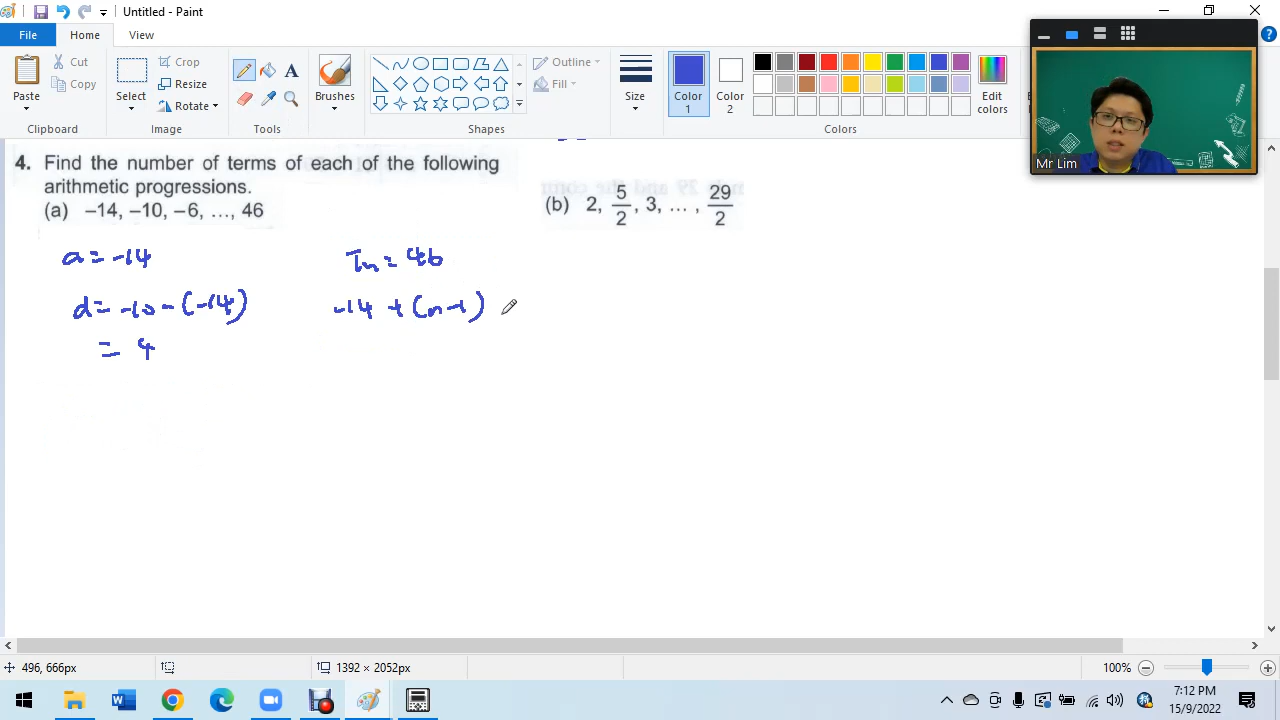 Untitled - Paint
File
Home
View
Paste
Cut
Copy
Clipboard
Select
Crop
Resize
Rotate
Image
Tools
Brushes
Shapes
Outline
Fill
Size
Color 1
Color 2
Edit colors
Colors
Mr Lim
4. Find the number of terms of each of the following
arithmetic progressions.
(a) –14, –10, –6, …, 46
(b) 2, 5/2, 3, … , 29/2
a = -14
Tn = 46
d = -10 - (-14)
-14 + (n-1)
= 4
496, 666px
1392 × 2052px
100%
7:12 PM
15/9/2022